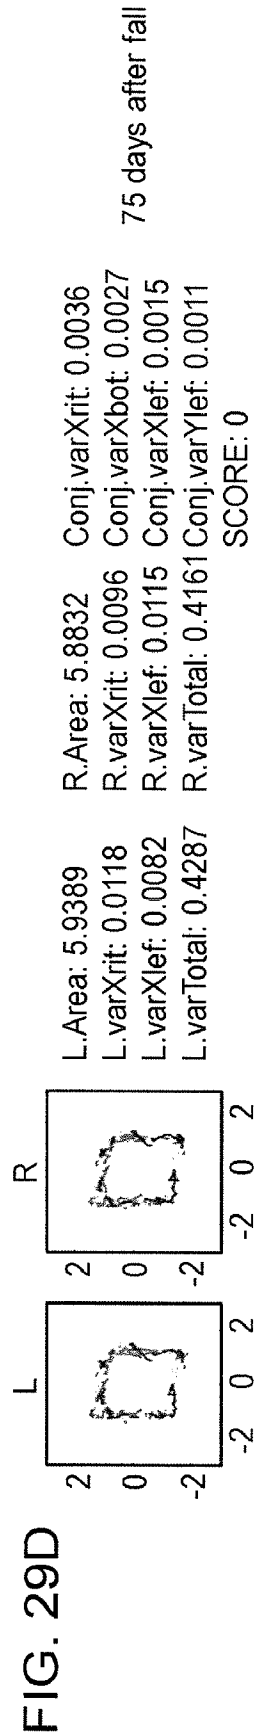 FIG. 29D
L
2
0
-2
-2 0 2
R
2
0
-2
-2 0 2
L.Area: 5.9389
L.varXrit: 0.0118
L.varXlef: 0.0082
L.varTotal: 0.4287
R.Area: 5.8832
R.varXrit: 0.0096
R.varXlef: 0.0115
R.varTotal: 0.4161
Conj.varXrit: 0.0036
Conj.varXbot: 0.0027
Conj.varXlef: 0.0015
Conj.varYlef: 0.0011
SCORE: 0
75 days after fall